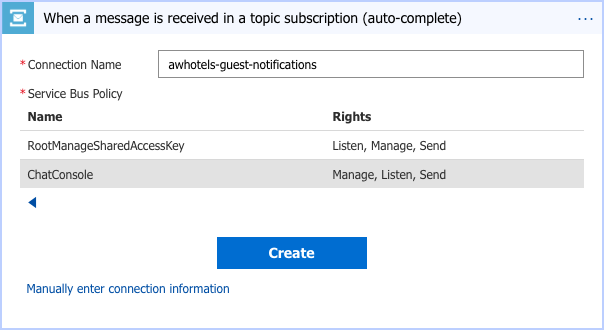 When a message is received in a topic subscription (auto-complete)
* Connection Name awhotels-guest-notifications
* Service Bus Policy
Name Rights
RootManageSharedAccessKey Listen, Manage, Send
ChatConsole Manage, Listen, Send
Create
Manually enter connection information